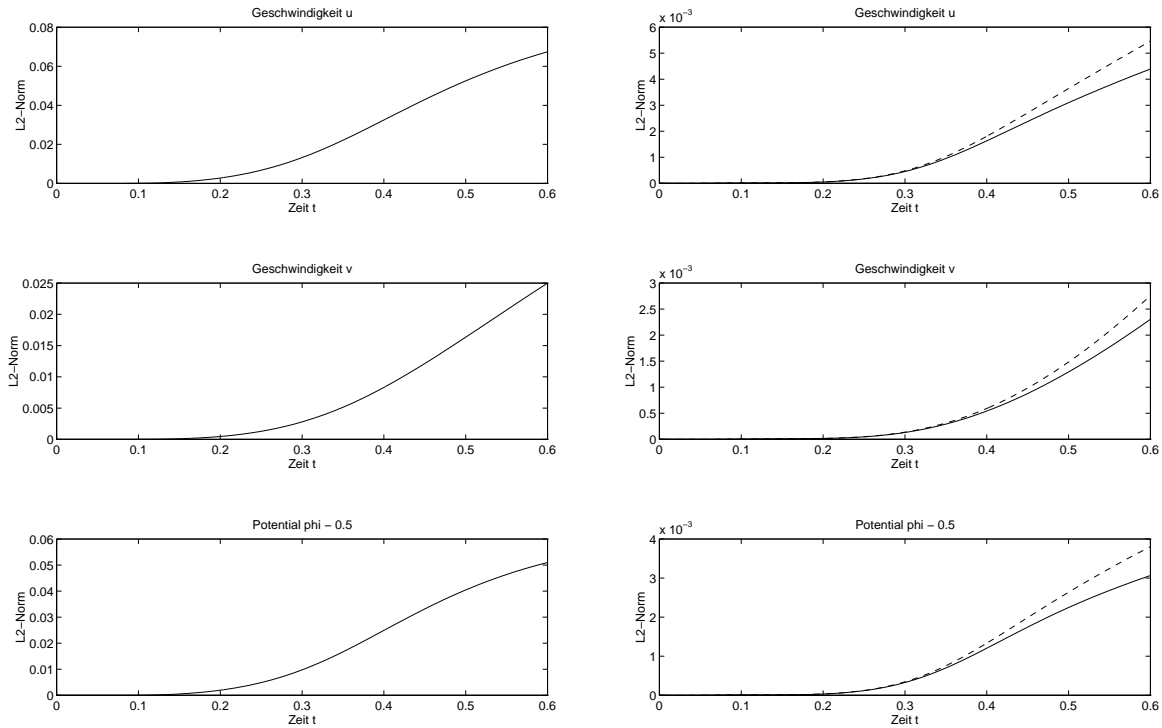 Geschwindigkeit u
L2−Norm
0.08
0.06
0.04
0.02
0
0 0.1 0.2 0.3 0.4 0.5 0.6
Zeit t
Geschwindigkeit u
x 10−3
L2−Norm
6
5
4
3
2
1
0
0 0.1 0.2 0.3 0.4 0.5 0.6
Zeit t
Geschwindigkeit v
L2−Norm
0.025
0.02
0.015
0.01
0.005
0
0 0.1 0.2 0.3 0.4 0.5 0.6
Zeit t
Geschwindigkeit v
x 10−3
L2−Norm
3
2.5
2
1.5
1
0.5
0
0 0.1 0.2 0.3 0.4 0.5 0.6
Zeit t
Potential phi − 0.5
L2−Norm
0.06
0.05
0.04
0.03
0.02
0.01
0
0 0.1 0.2 0.3 0.4 0.5 0.6
Zeit t
Potential phi − 0.5
x 10−3
L2−Norm
4
3
2
1
0
0 0.1 0.2 0.3 0.4 0.5 0.6
Zeit t